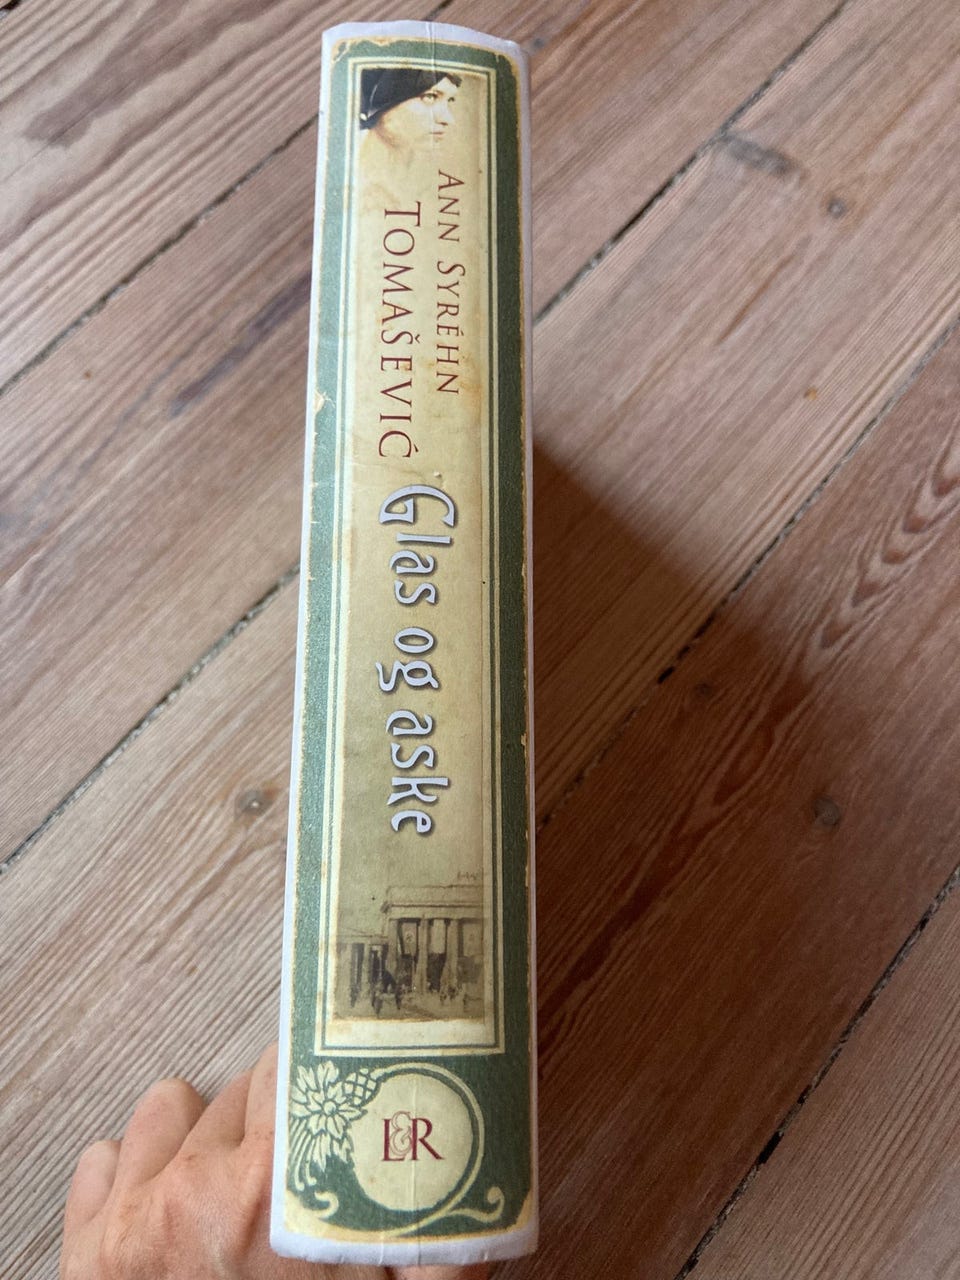 ANN SYRÉHN
TOMAŠEVIĆ
Glas og aske
L&R